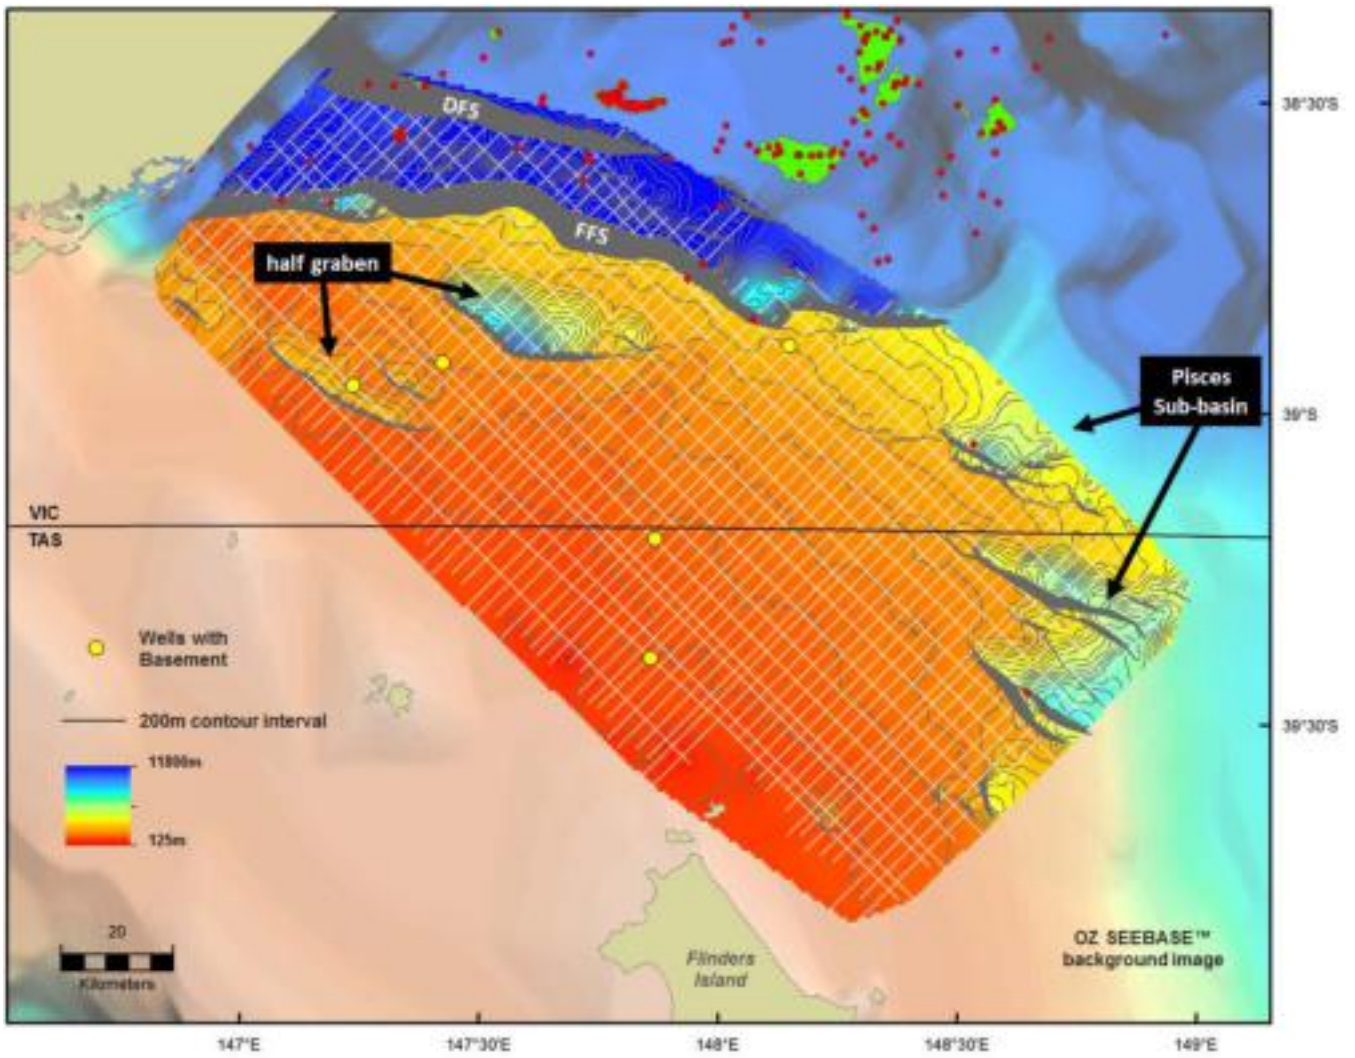 DFS
38°30'S
FFS
half graben
Pisces
Sub-basin
39°S
VIC
TAS
Wells with
Basement
200m contour interval
11800m
125m
39°30'S
20
Kilometers
Flinders
Island
OZ SEEBASE™
background image
147°E
147°30'E
148°E
148°30'E
149°E